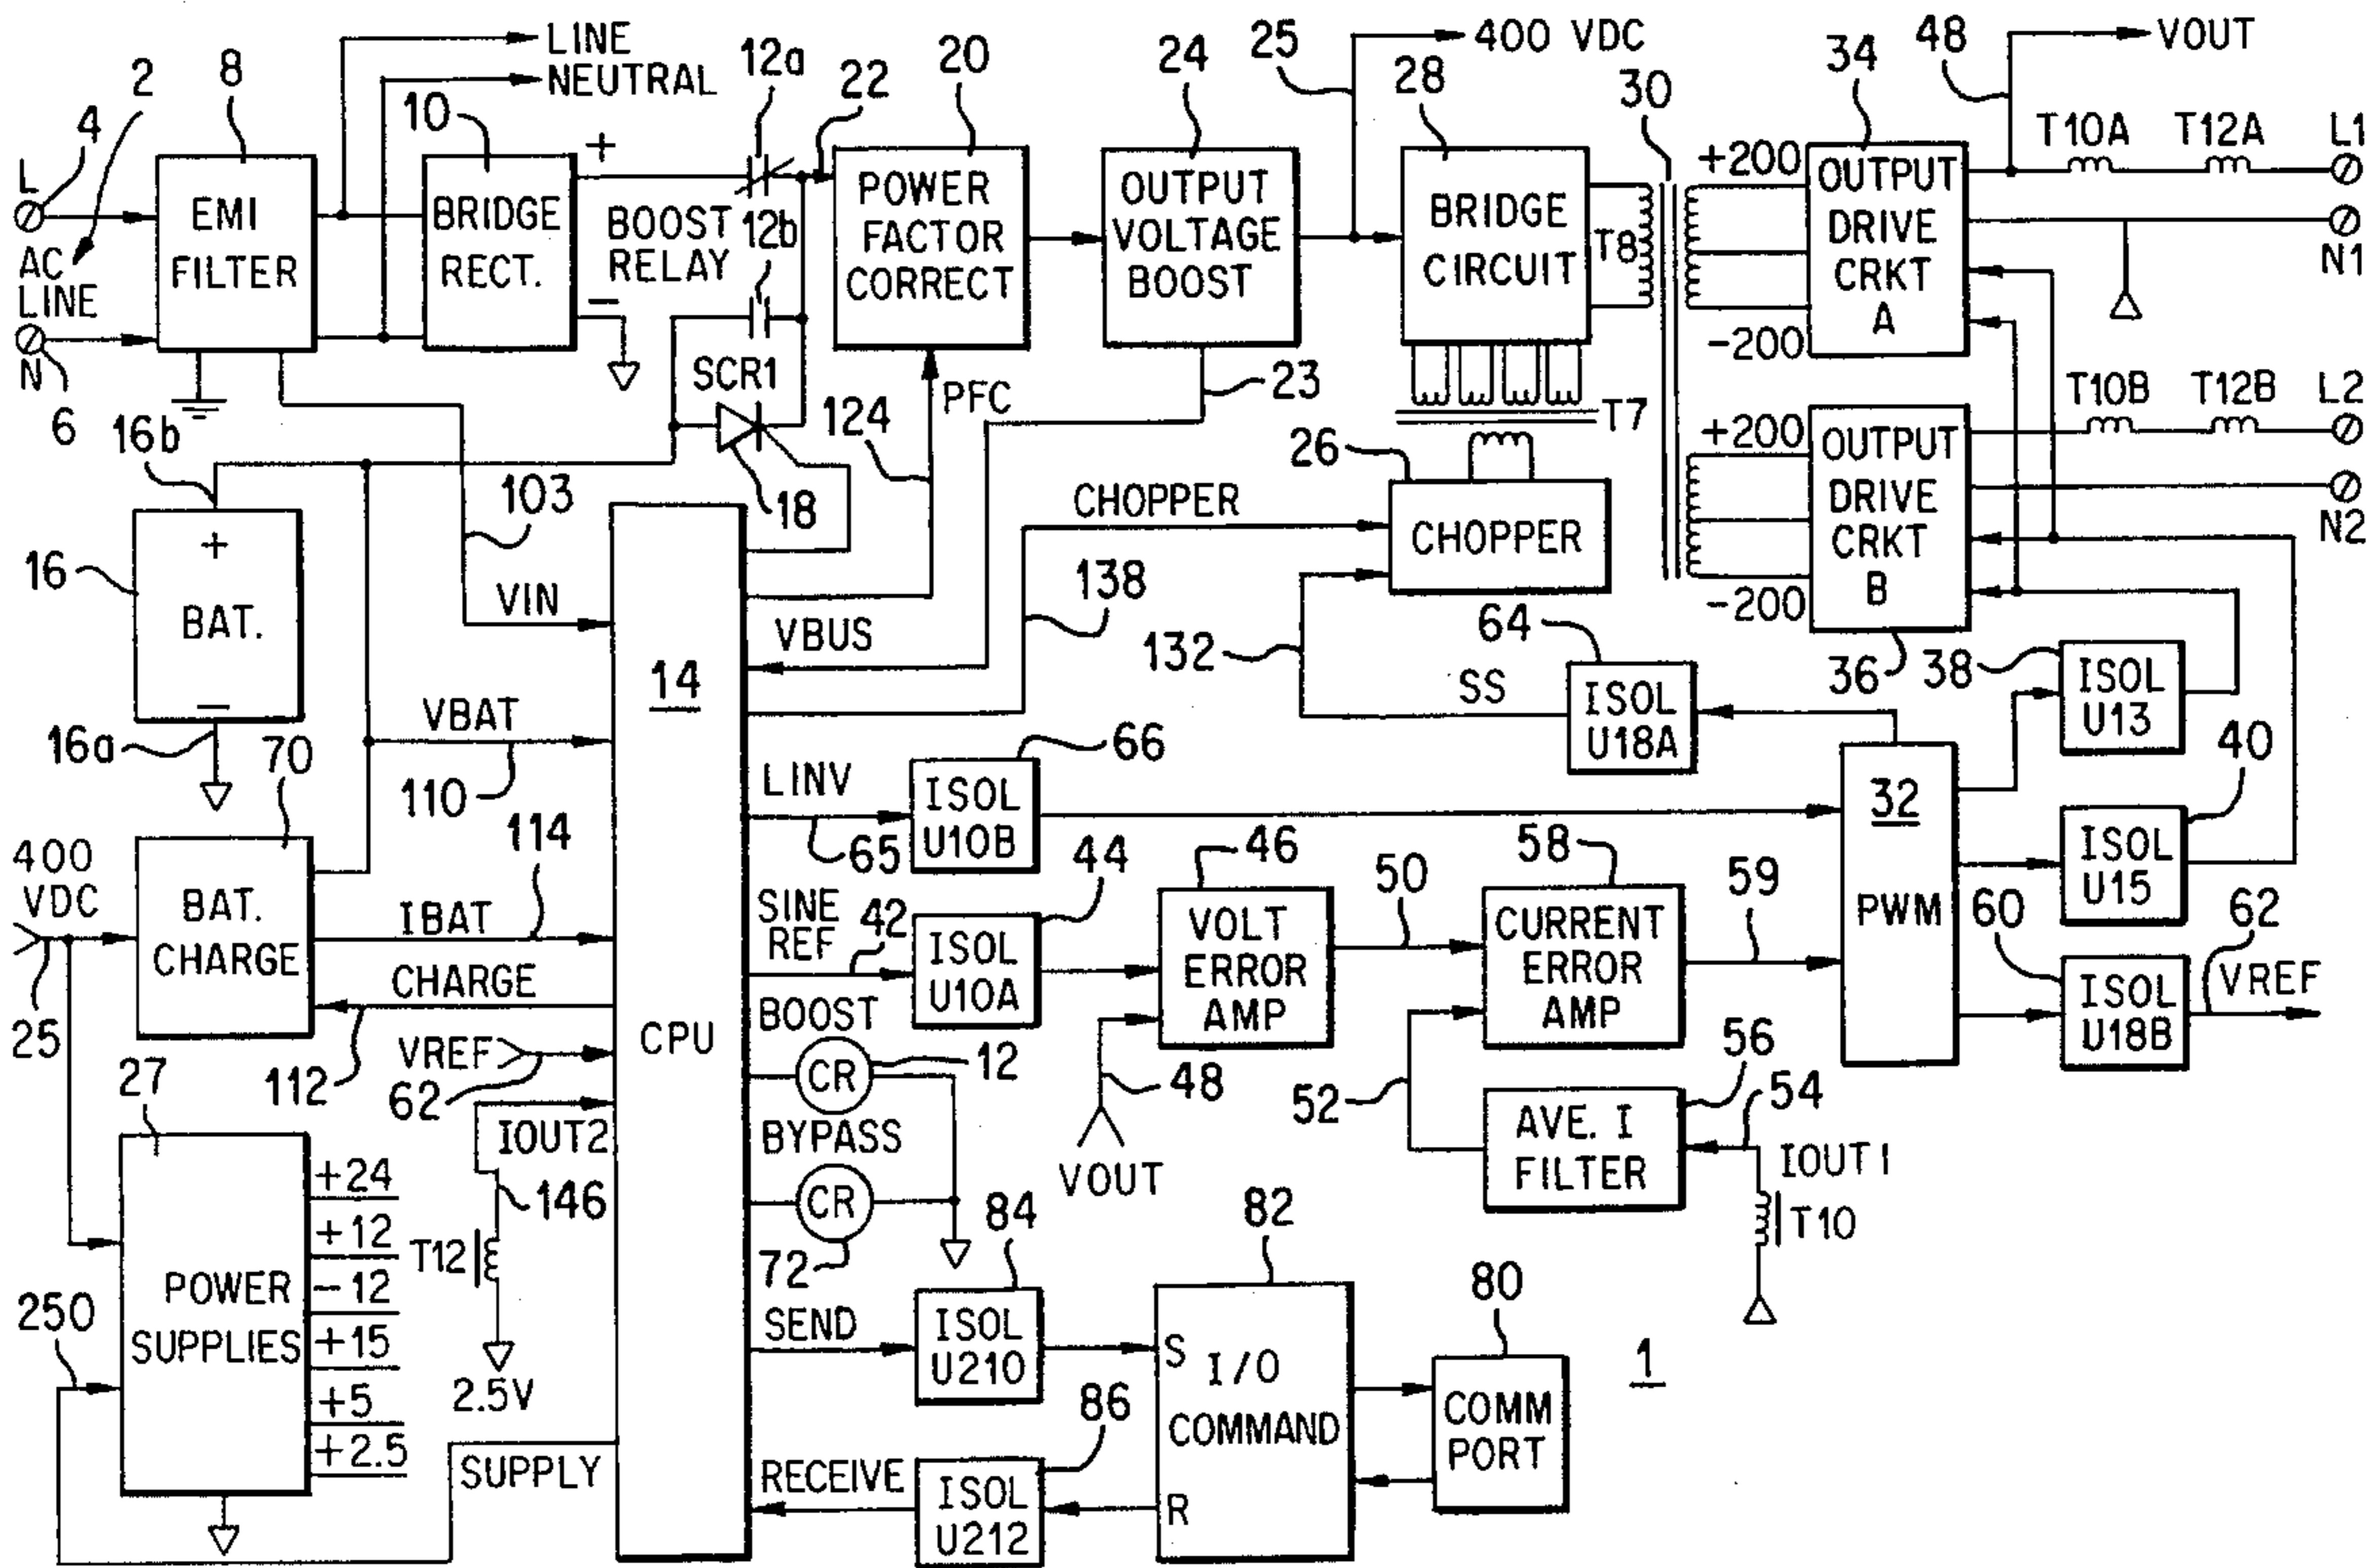 LINE
NEUTRAL
2
8
4
10
12a
22
20
24
25
400 VDC
28
30
34
48
VOUT
L
AC
LINE
N
6
EMI
FILTER
BRIDGE
RECT.
+
−
BOOST
RELAY
12b
POWER
FACTOR
CORRECT
OUTPUT
VOLTAGE
BOOST
BRIDGE
CIRCUIT
T8
+200
-200
OUTPUT
DRIVE
CRKT
A
T10A
T12A
L1
N1
SCR1
18
124
PFC
23
T7
26
CHOPPER
CHOPPER
+200
-200
OUTPUT
DRIVE
CRKT
B
36
T10B
T12B
L2
N2
16b
103
16
+
BAT.
−
16a
VIN
VBAT
110
14
CPU
VBUS
138
132
SS
64
ISOL
U18A
38
ISOL
U13
70
400
VDC
25
BAT.
CHARGE
114
IBAT
CHARGE
112
VREF
62
LINV
65
66
ISOL
U10B
32
PWM
40
ISOL
U15
SINE
REF
42
44
ISOL
U10A
46
VOLT
ERROR
AMP
48
VOUT
50
58
CURRENT
ERROR
AMP
59
60
ISOL
U18B
62
VREF
52
56
AVE. I
FILTER
54
IOUT1
T10
BOOST
CR
12
BYPASS
CR
72
27
POWER
SUPPLIES
+24
+12
-12
+15
+5
+2.5
250
IOUT2
146
T12
2.5V
SUPPLY
SEND
84
ISOL
U210
RECEIVE
86
ISOL
U212
82
S
I/O
COMMAND
R
80
COMM
PORT
1